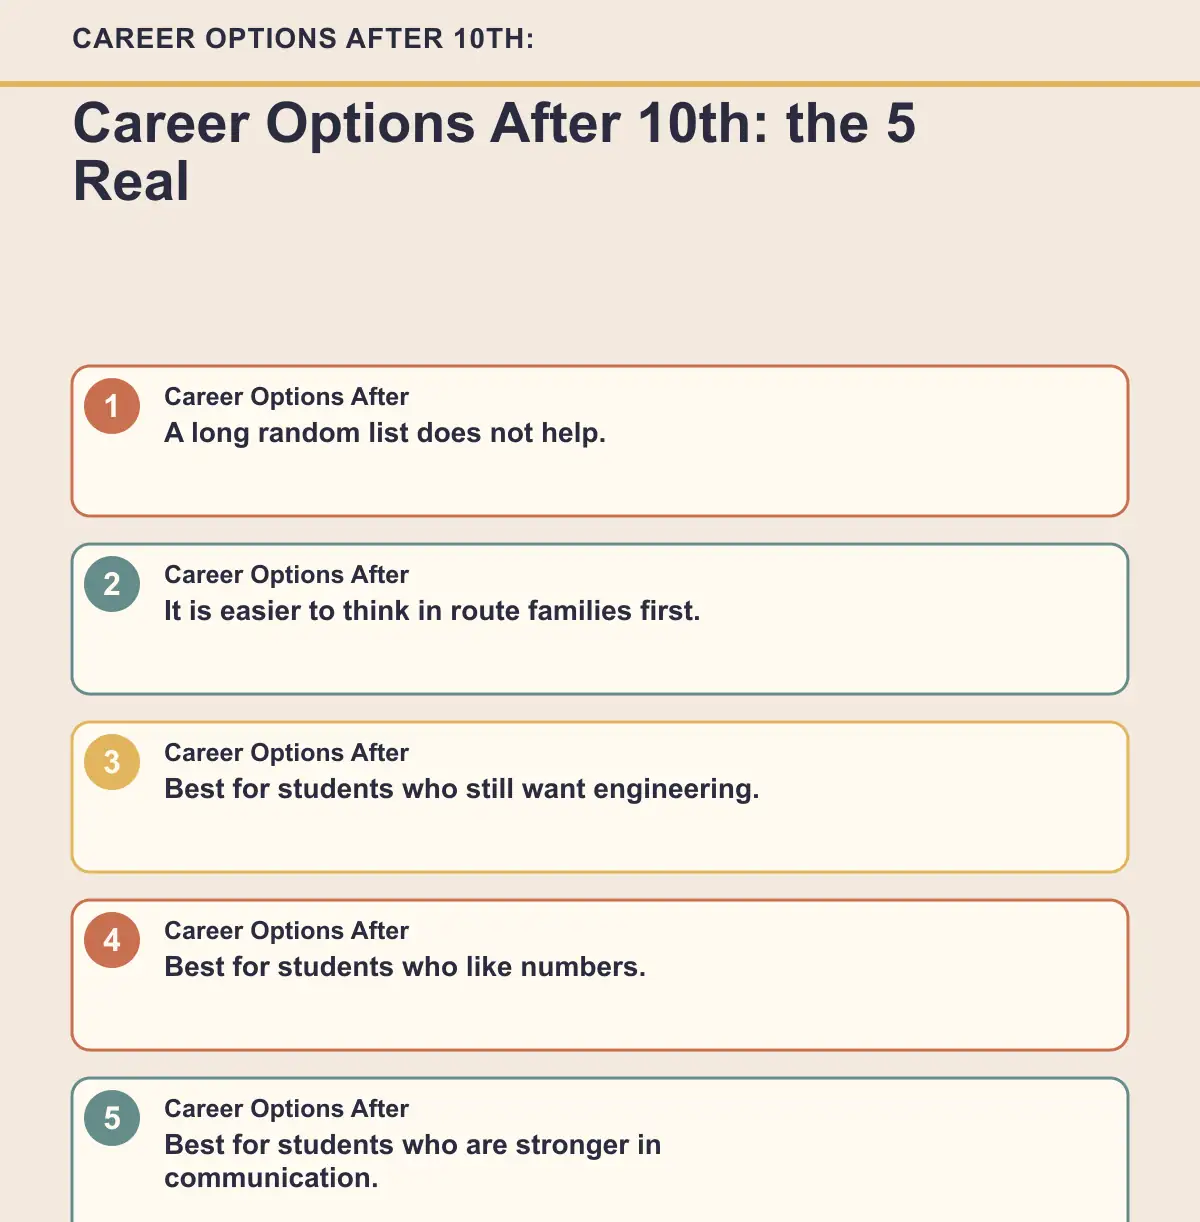 CAREER OPTIONS AFTER 10TH:
Career Options After 10th: the 5
Real
1
Career Options After
A long random list does not help.
2
Career Options After
It is easier to think in route families first.
3
Career Options After
Best for students who still want engineering.
4
Career Options After
Best for students who like numbers.
5
Career Options After
Best for students who are stronger in
communication.